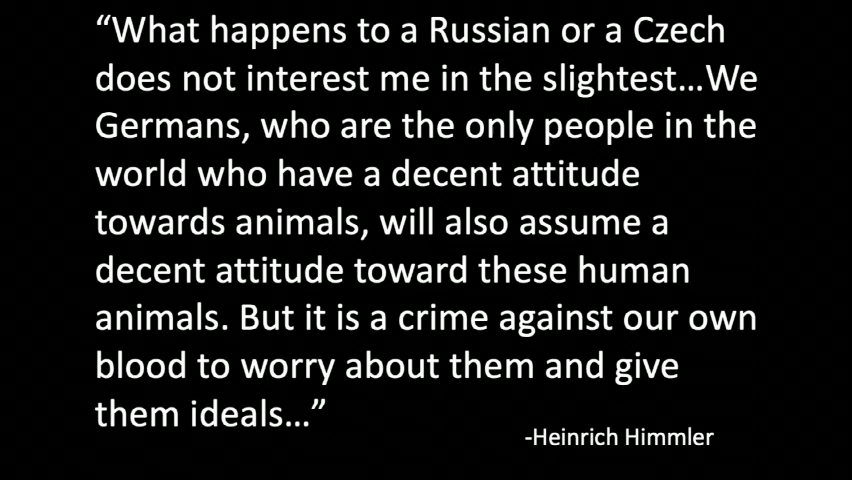 “What happens to a Russian or a Czech
does not interest me in the slightest…We
Germans, who are the only people in the
world who have a decent attitude
towards animals, will also assume a
decent attitude toward these human
animals. But it is a crime against our own
blood to worry about them and give
them ideals…”
-Heinrich Himmler